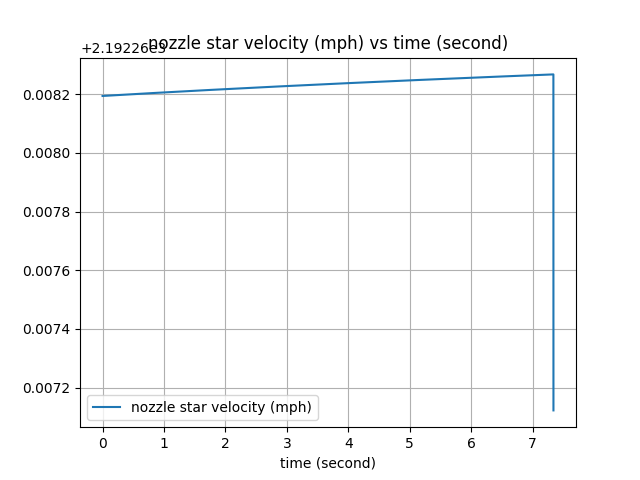 nozzle star velocity (mph) vs time (second)
+2.19226e3
0.0082
0.0080
0.0078
0.0076
0.0074
0.0072
nozzle star velocity (mph)
0 1 2 3 4 5 6 7
time (second)